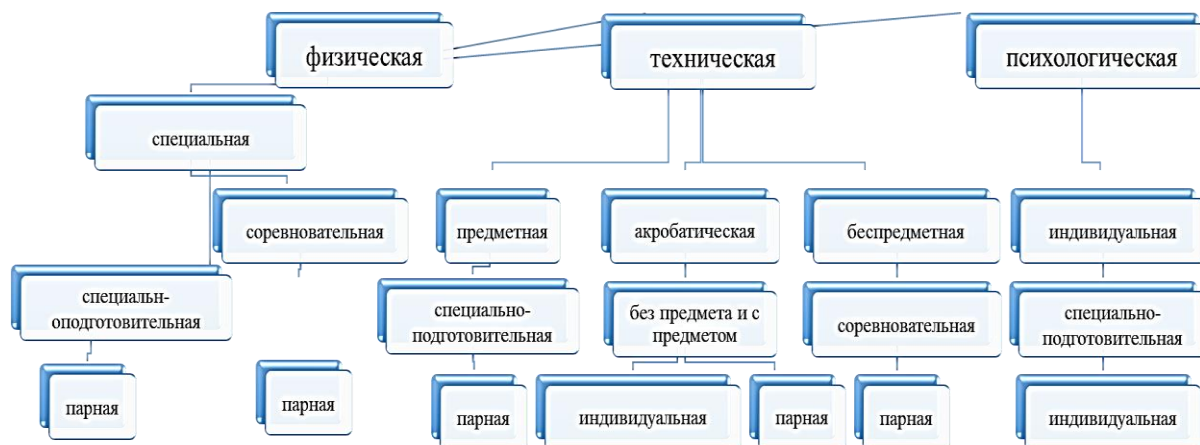 физическая
техническая
психологическая
специальная
соревновательная
предметная
акробатическая
беспредметная
индивидуальная
специальн-
оподготовительная
специально-
подготовительная
без предмета и с
предметом
соревновательная
специально-
подготовительная
парная
парная
парная
индивидуальная
парная
парная
индивидуальная